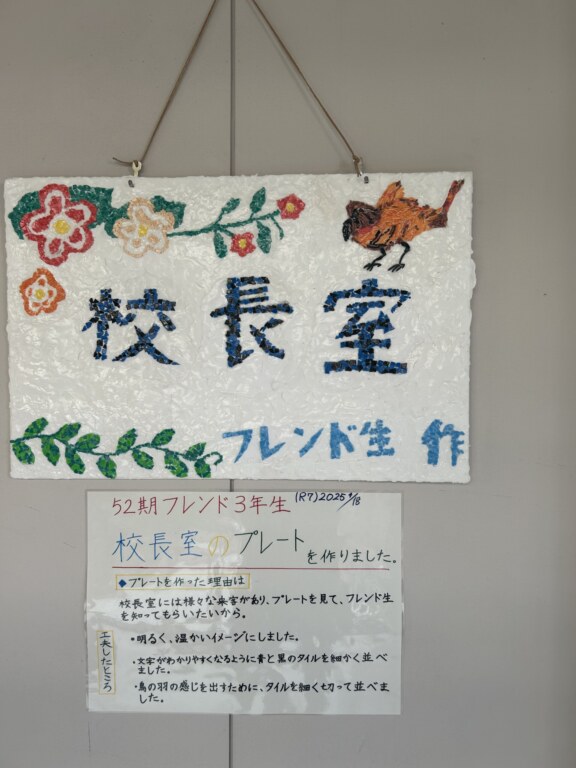 校長室
フレンド生 作
52期フレンド3年生 (R7)2025 9/18
校長室のプレートを作りました。
◆プレートを作った理由は
校長室には様々な来客があり、プレートを見て、フレンド生
を知ってもらいたいから。
工夫したところ
・明るく、温かいイメージにしました。
・文字がわかりやすくなるように青と黒のタイルを細かく並べ
ました。
・鳥の羽の感じを出すために、タイルを細く切って並べま
した。